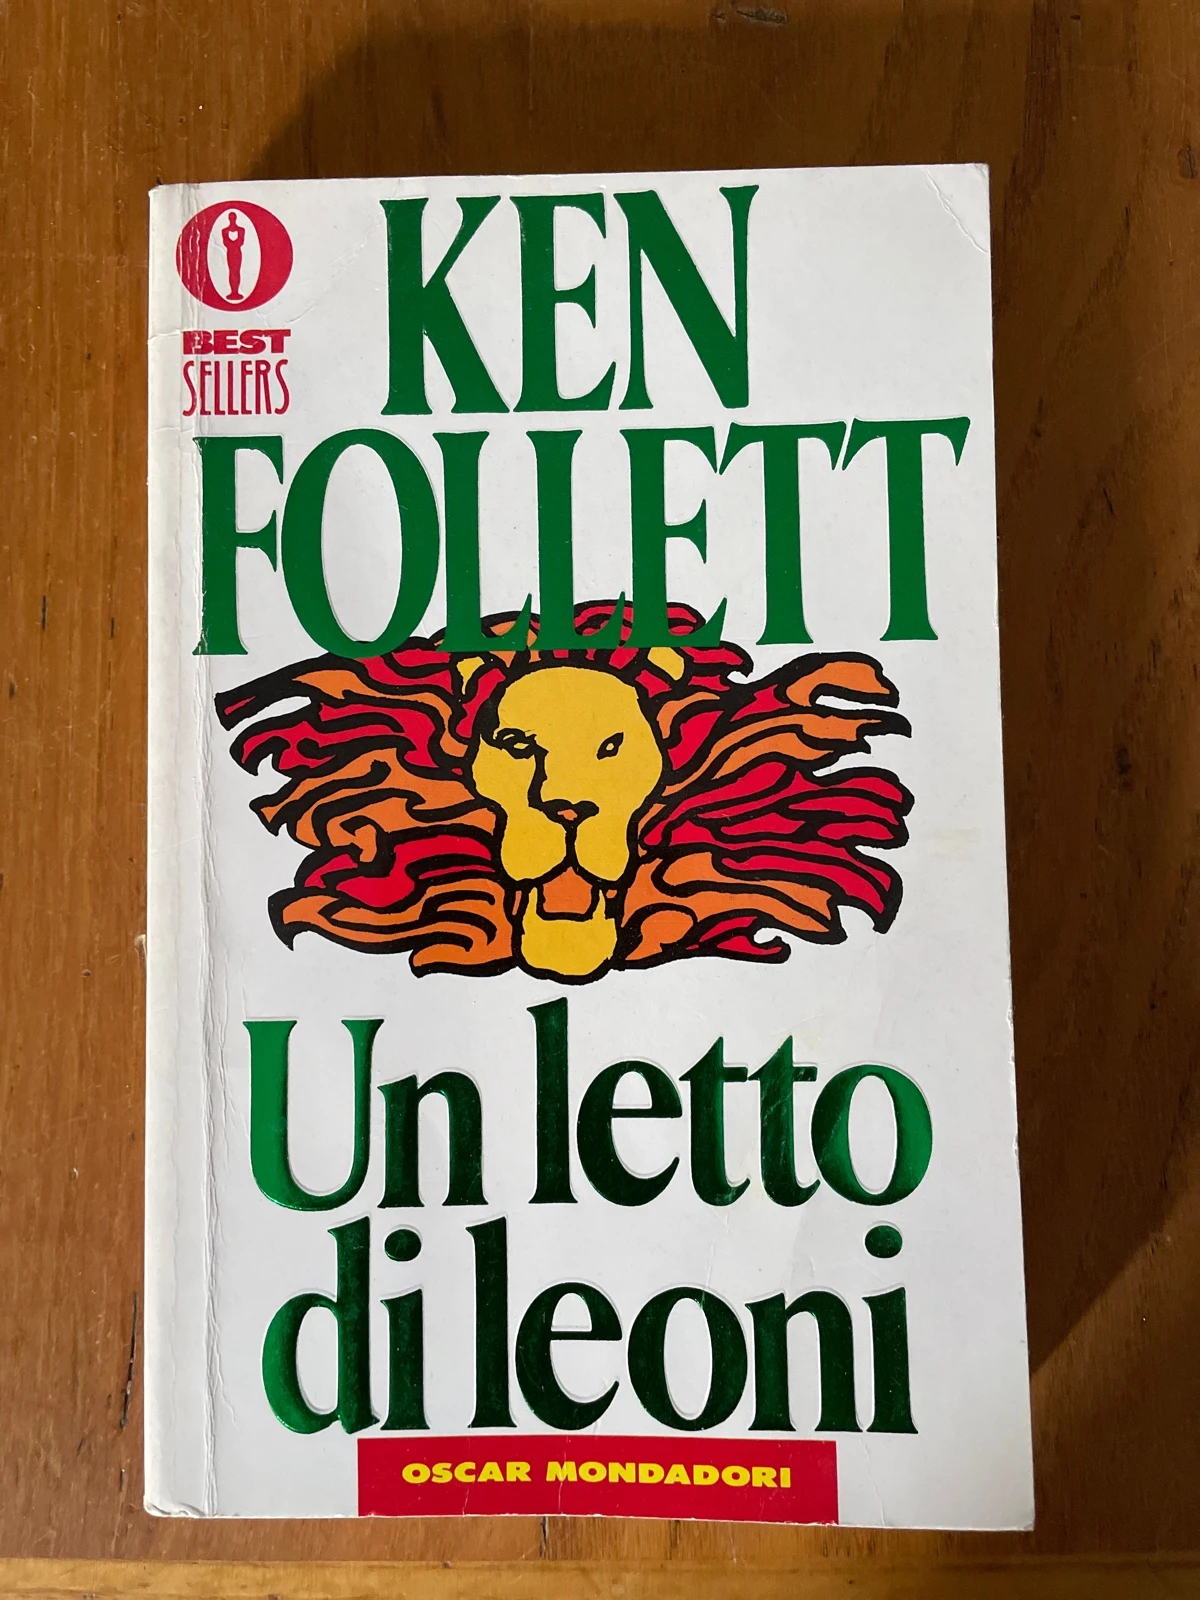 BEST
SELLERS
KEN
FOLLETT
Un letto
di leoni
OSCAR MONDADORI